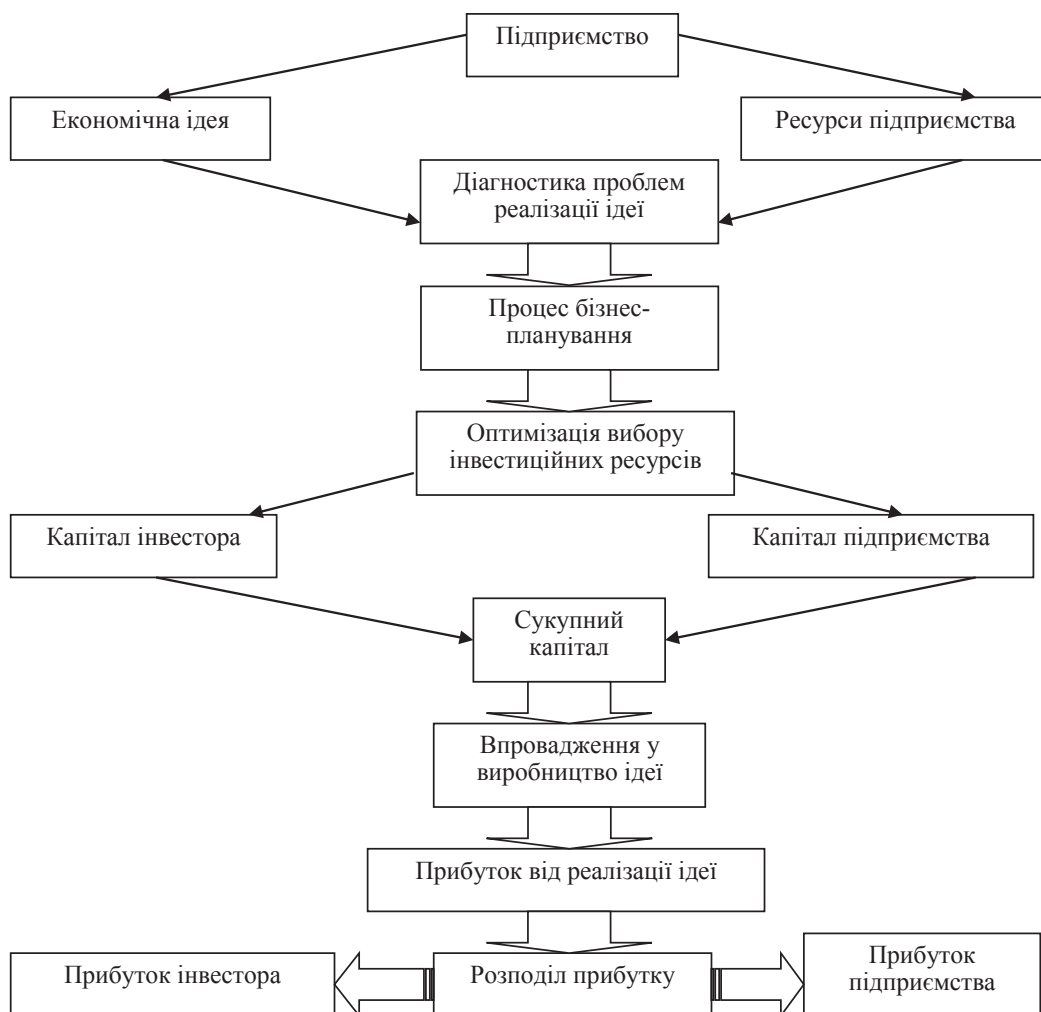 Підприємство
Економічна ідея
Ресурси підприємства
Діагностика проблем
реалізації ідеї
Процес бізнес-
планування
Оптимізація вибору
інвестиційних ресурсів
Капітал інвестора
Капітал підприємства
Сукупний
капітал
Впровадження у
виробництво ідеї
Прибуток від реалізації ідеї
Прибуток інвестора
Розподіл прибутку
Прибуток
підприємства